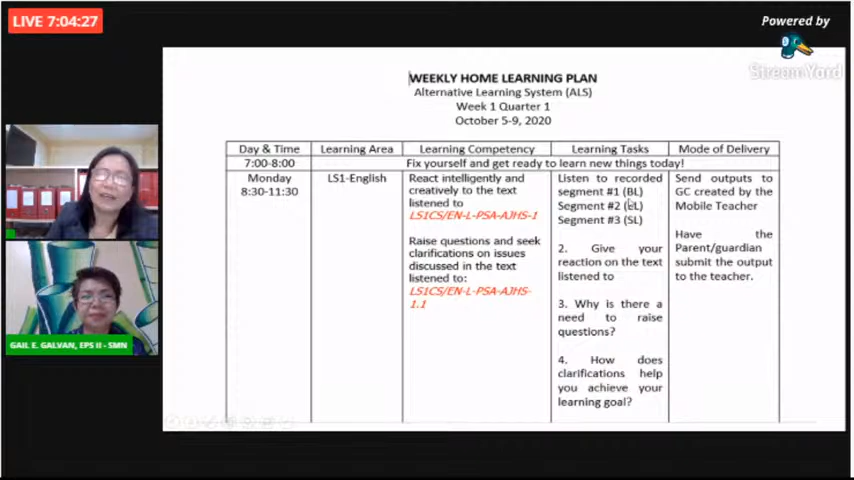 LIVE 7:04:27
Powered by
StreamYard
WEEKLY HOME LEARNING PLAN
Alternative Learning System (ALS)
Week 1 Quarter 1
October 5-9, 2020
Day & Time Learning Area Learning Competency Learning Tasks Mode of Delivery
7:00-8:00 Fix yourself and get ready to learn new things today!
Monday
8:30-11:30
LS1-English
React intelligently and
creatively to the text
listened to
LS1CS/EN-L-PSA-AJHS-1
Raise questions and seek
clarifications on issues
discussed in the text
listened to:
LS1CS/EN-L-PSA-AJHS-
1.1
Listen to recorded
segment #1 (BL)
Segment #2 (EL)
Segment #3 (SL)
2. Give your
reaction on the text
listened to
3. Why is there a
need to raise
questions?
4. How does
clarifications help
you achieve your
learning goal?
Send outputs to
GC created by the
Mobile Teacher
Have the
Parent/guardian
submit the output
to the teacher.
GAIL E. GALVAN, EPS II - SMN